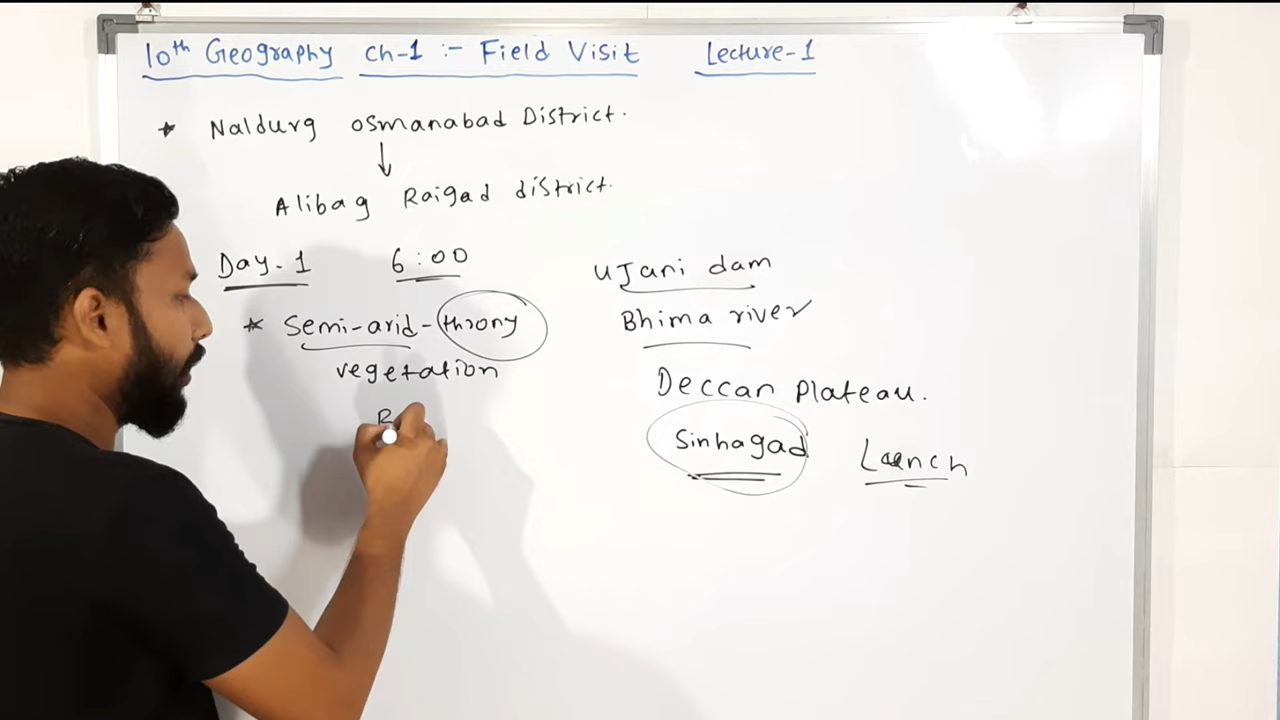 10th Geography ch-1 :- Field Visit Lecture-1
★ Naldurg osmanabad District.
↓
Alibag Raigad district.
Day-1 6:00
★ Semi-arid - throny
vegetation
B
Ujani dam
Bhima river
Deccan Plateau.
Sinhagad Launch